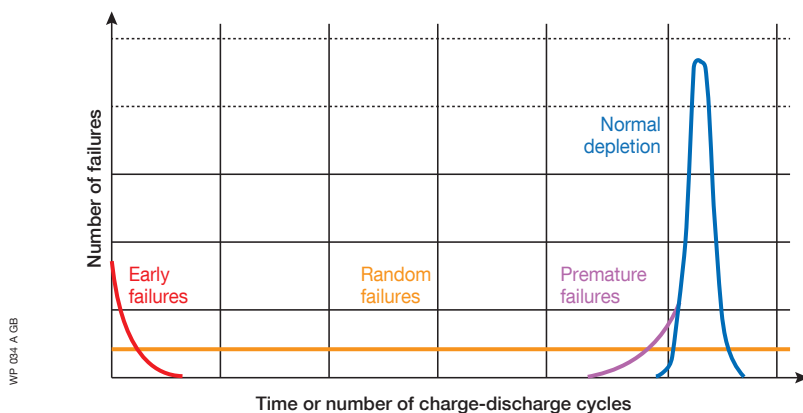 Number of failures
Normal
depletion
Early
failures
Random
failures
Premature
failures
Time or number of charge-discharge cycles
WP 034 A GB